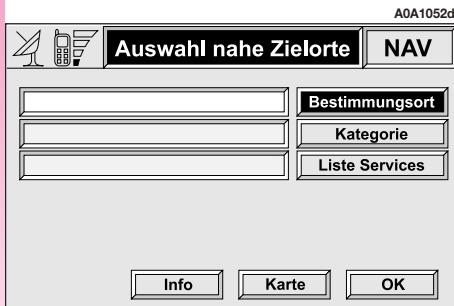 A0A1052d
Auswahl nahe Zielorte NAV
Bestimmungsort
Kategorie
Liste Services
Info Karte OK